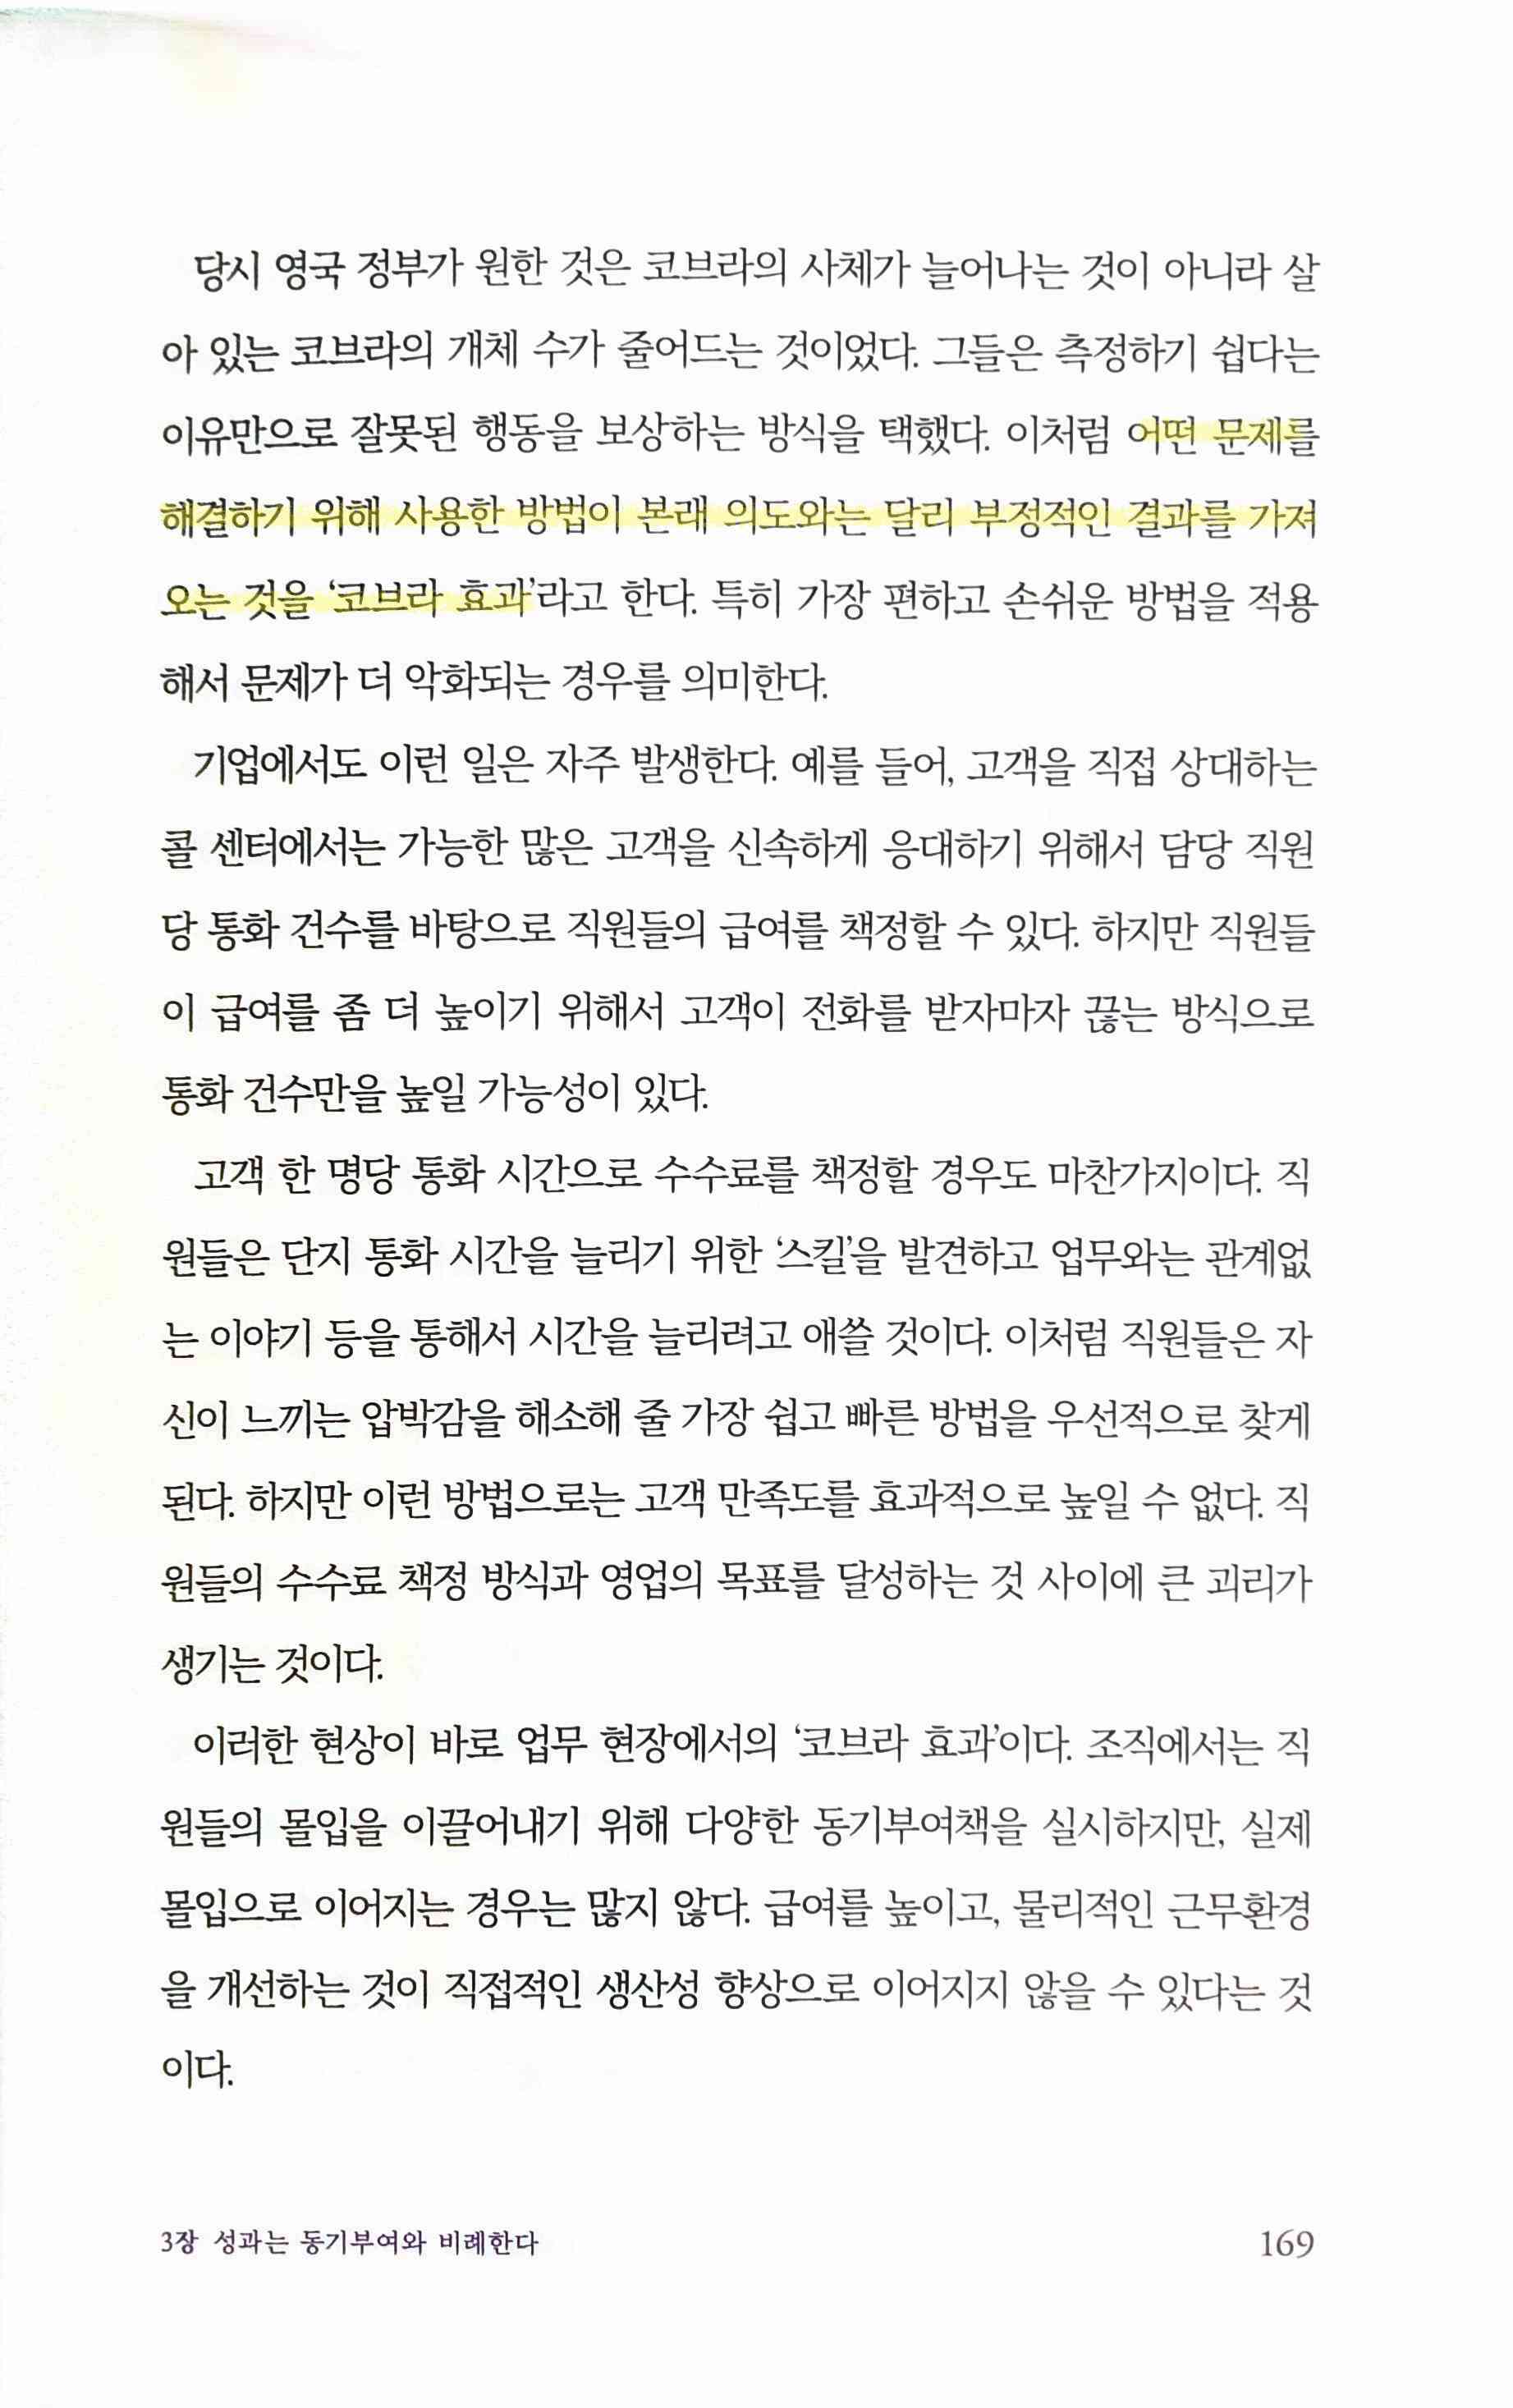 당시 영국 정부가 원한 것은 코브라의 사체가 늘어나는 것이 아니라 살
아 있는 코브라의 개체 수가 줄어드는 것이었다. 그들은 측정하기 쉽다는
이유만으로 잘못된 행동을 보상하는 방식을 택했다. 이처럼 어떤 문제를
해결하기 위해 사용한 방법이 본래 의도와는 달리 부정적인 결과를 가져
오는 것을 ‘코브라 효과’라고 한다. 특히 가장 편하고 손쉬운 방법을 적용
해서 문제가 더 악화되는 경우를 의미한다.
기업에서도 이런 일은 자주 발생한다. 예를 들어, 고객을 직접 상대하는
콜 센터에서는 가능한 많은 고객을 신속하게 응대하기 위해서 담당 직원
당 통화 건수를 바탕으로 직원들의 급여를 책정할 수 있다. 하지만 직원들
이 급여를 좀 더 높이기 위해서 고객이 전화를 받자마자 끊는 방식으로
통화 건수만을 높일 가능성이 있다.
고객 한 명당 통화 시간으로 수수료를 책정할 경우도 마찬가지이다. 직
원들은 단지 통화 시간을 늘리기 위한 ‘스킬’을 발견하고 업무와는 관계없
는 이야기 등을 통해서 시간을 늘리려고 애쓸 것이다. 이처럼 직원들은 자
신이 느끼는 압박감을 해소해 줄 가장 쉽고 빠른 방법을 우선적으로 찾게
된다. 하지만 이런 방법으로는 고객 만족도를 효과적으로 높일 수 없다. 직
원들의 수수료 책정 방식과 영업의 목표를 달성하는 것 사이에 큰 괴리가
생기는 것이다.
이러한 현상이 바로 업무 현장에서의 ‘코브라 효과’이다. 조직에서는 직
원들의 몰입을 이끌어내기 위해 다양한 동기부여책을 실시하지만, 실제
몰입으로 이어지는 경우는 많지 않다. 급여를 높이고, 물리적인 근무환경
을 개선하는 것이 직접적인 생산성 향상으로 이어지지 않을 수 있다는 것
이다.
3장 성과는 동기부여와 비례한다
169